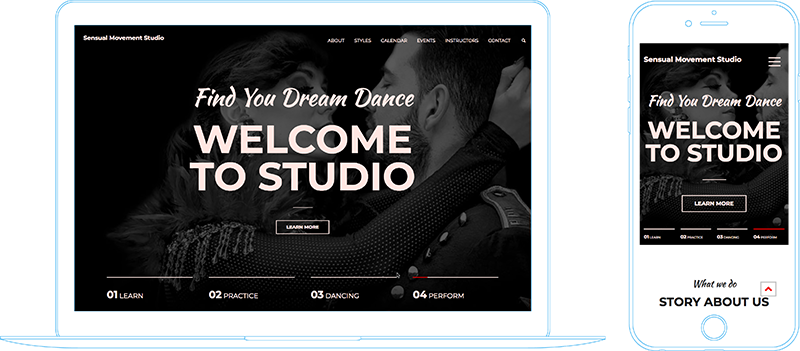 Sensual Movement Studio
ABOUT STYLES CALENDAR EVENTS INSTRUCTORS CONTACT
Find You Dream Dance
WELCOME
TO STUDIO
LEARN MORE
01 LEARN 02 PRACTICE 03 DANCING 04 PERFORM
Sensual Movement Studio
Find You Dream Dance
WELCOME
TO STUDIO
LEARN MORE
01 LEARN 02 PRACTICE 03 DANCING 04 PERFORM
What we do
STORY ABOUT US